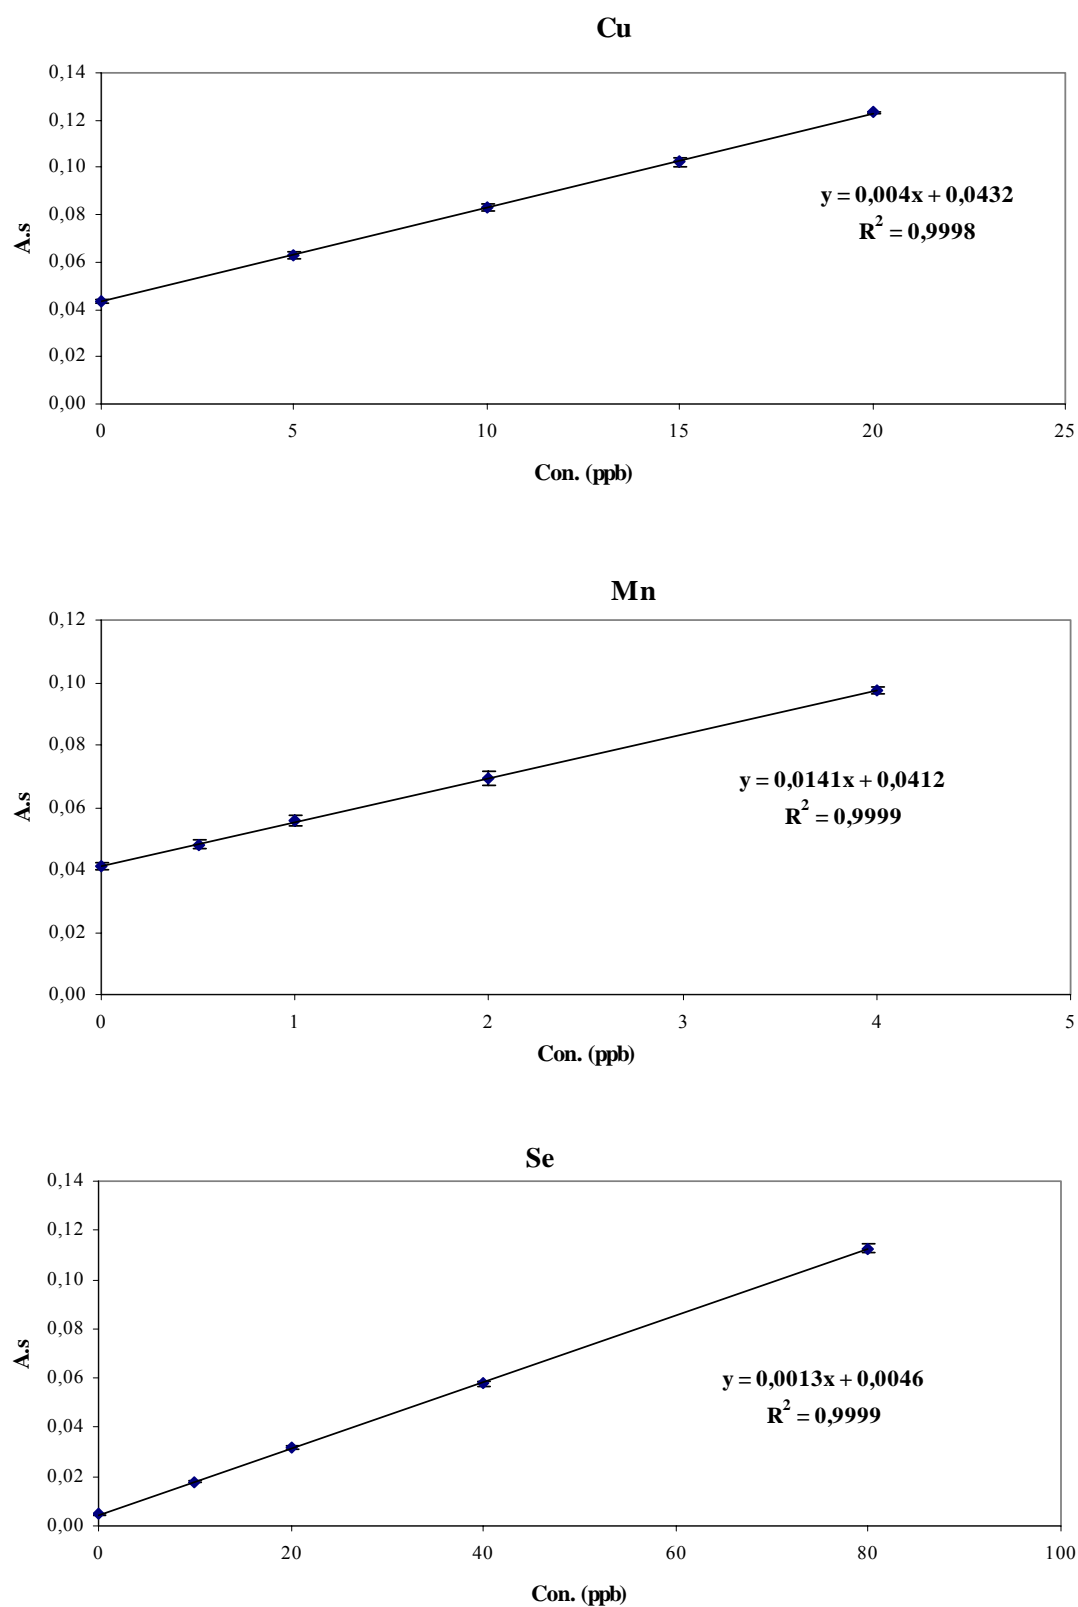 Cu
0,14
0,12
0,10
0,08
0,06
0,04
0,02
0,00
A.s
y = 0,004x + 0,0432
R² = 0,9998
0 5 10 15 20 25
Con. (ppb)
Mn
0,12
0,10
0,08
0,06
0,04
0,02
0,00
A.s
y = 0,0141x + 0,0412
R² = 0,9999
0 1 2 3 4 5
Con. (ppb)
Se
0,14
0,12
0,10
0,08
0,06
0,04
0,02
0,00
A.s
y = 0,0013x + 0,0046
R² = 0,9999
0 20 40 60 80 100
Con. (ppb)